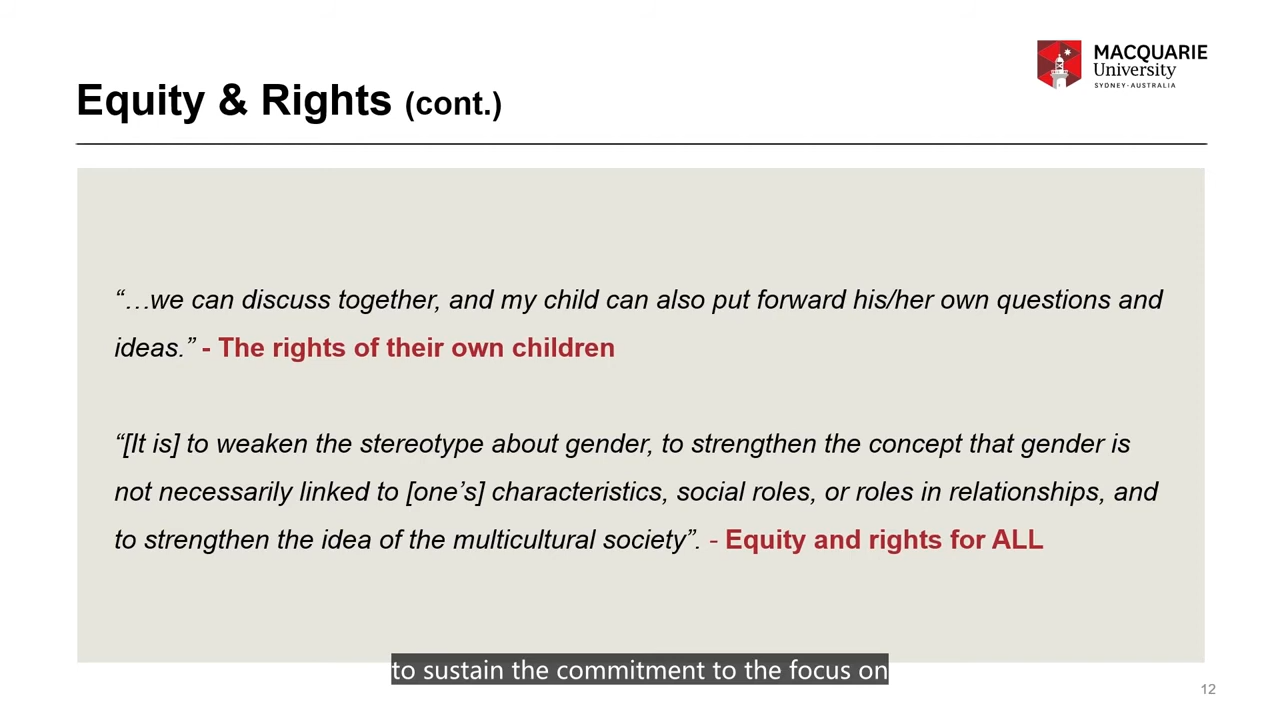 MACQUARIE
University
SYDNEY·AUSTRALIA
Equity & Rights (cont.)
“…we can discuss together, and my child can also put forward his/her own questions and
ideas.” - The rights of their own children
“[It is] to weaken the stereotype about gender, to strengthen the concept that gender is
not necessarily linked to [one’s] characteristics, social roles, or roles in relationships, and
to strengthen the idea of the multicultural society”. - Equity and rights for ALL
to sustain the commitment to the focus on
12